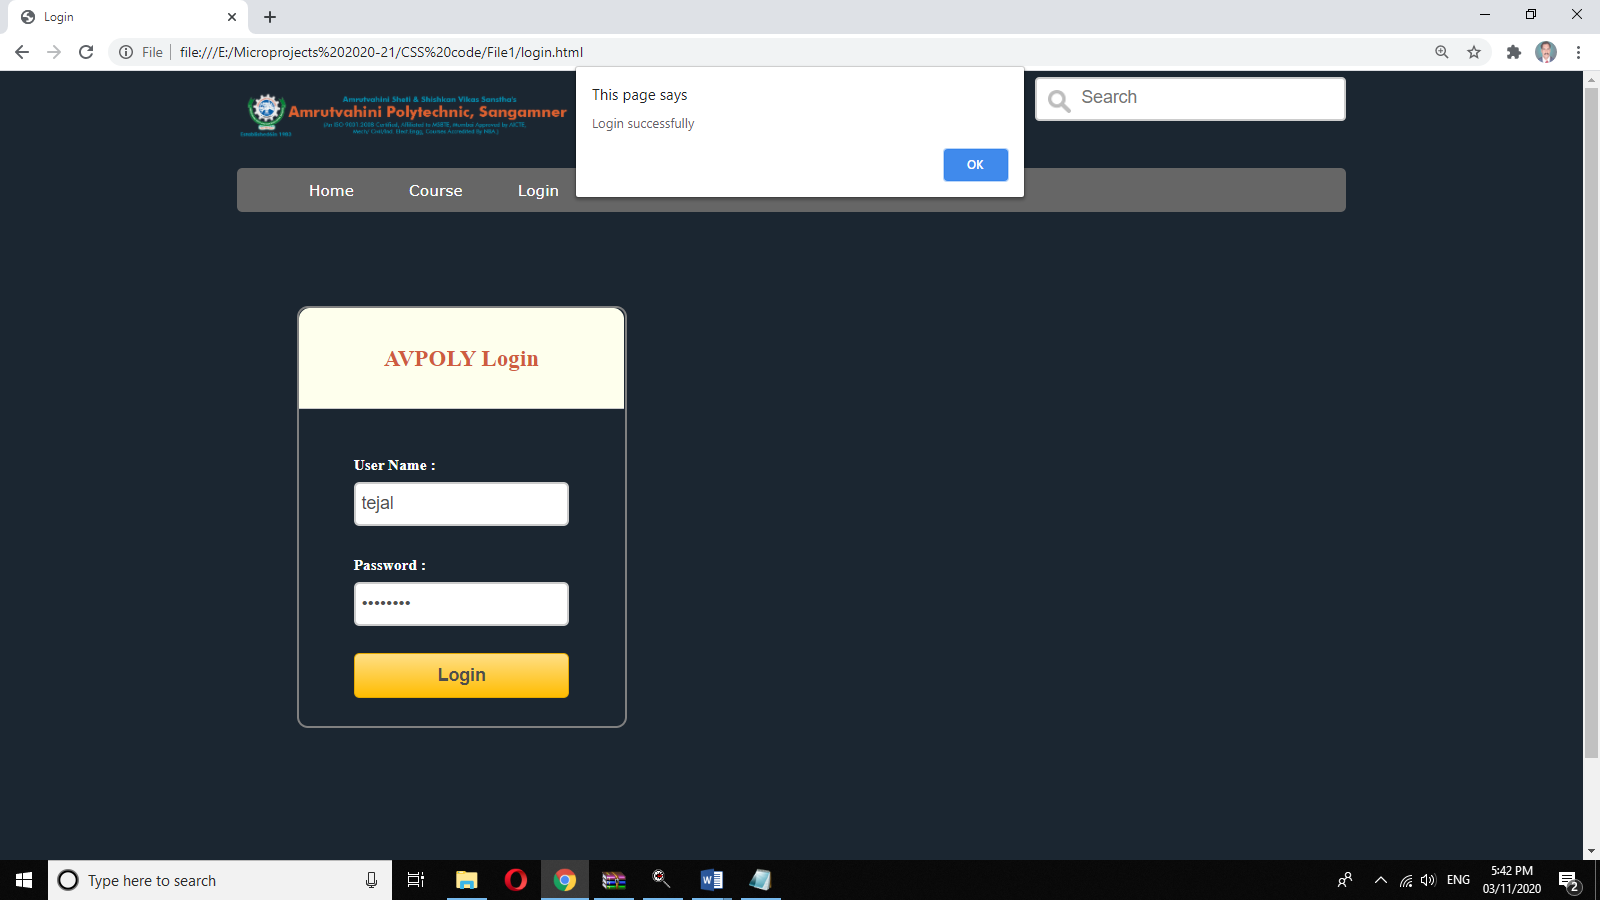 Login
File
file:///E:/Microprojects%202020-21/CSS%20code/File1/login.html
This page says
Login successfully
OK
Amrutvahini Sheti & Shishkan Vikas Sanstha's
Amrutvahini Polytechnic, Sangamner
Search
Home Course Login
AVPOLY Login
User Name :
tejal
Password :
••••••••
Login
Type here to search
ENG
5:42 PM
03/11/2020
2